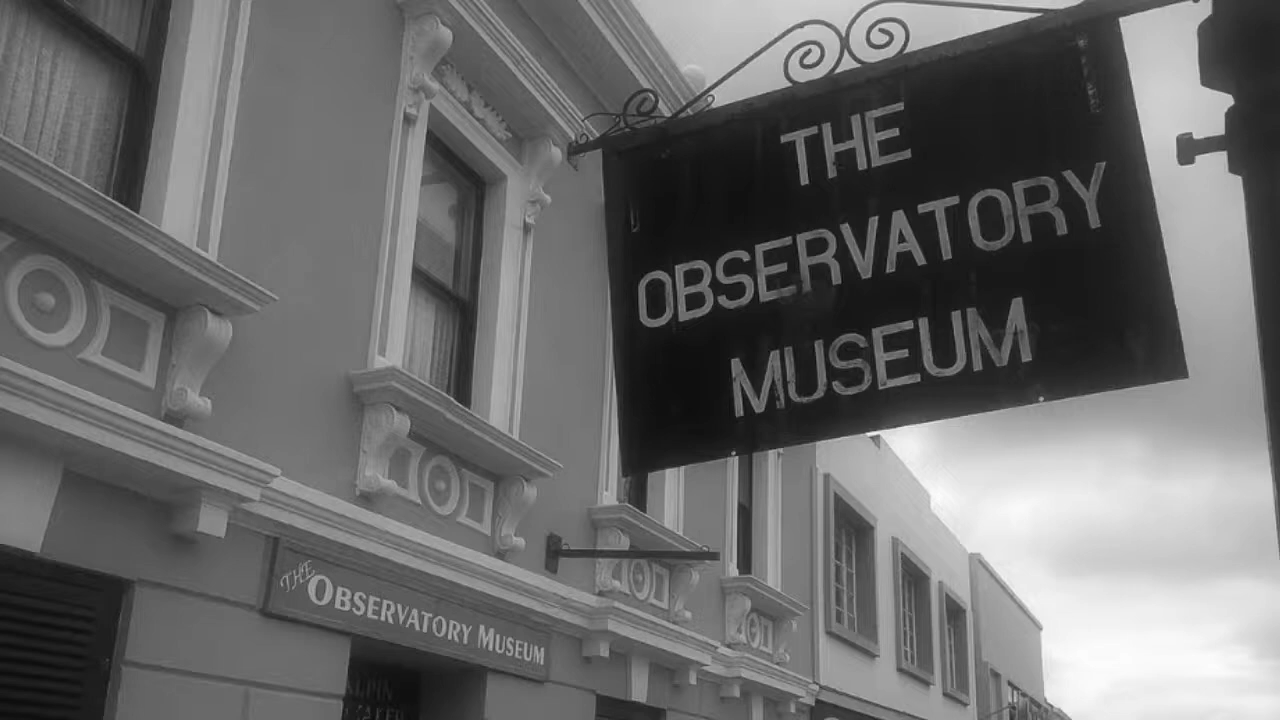 THE
OBSERVATORY
MUSEUM
THE OBSERVATORY MUSEUM